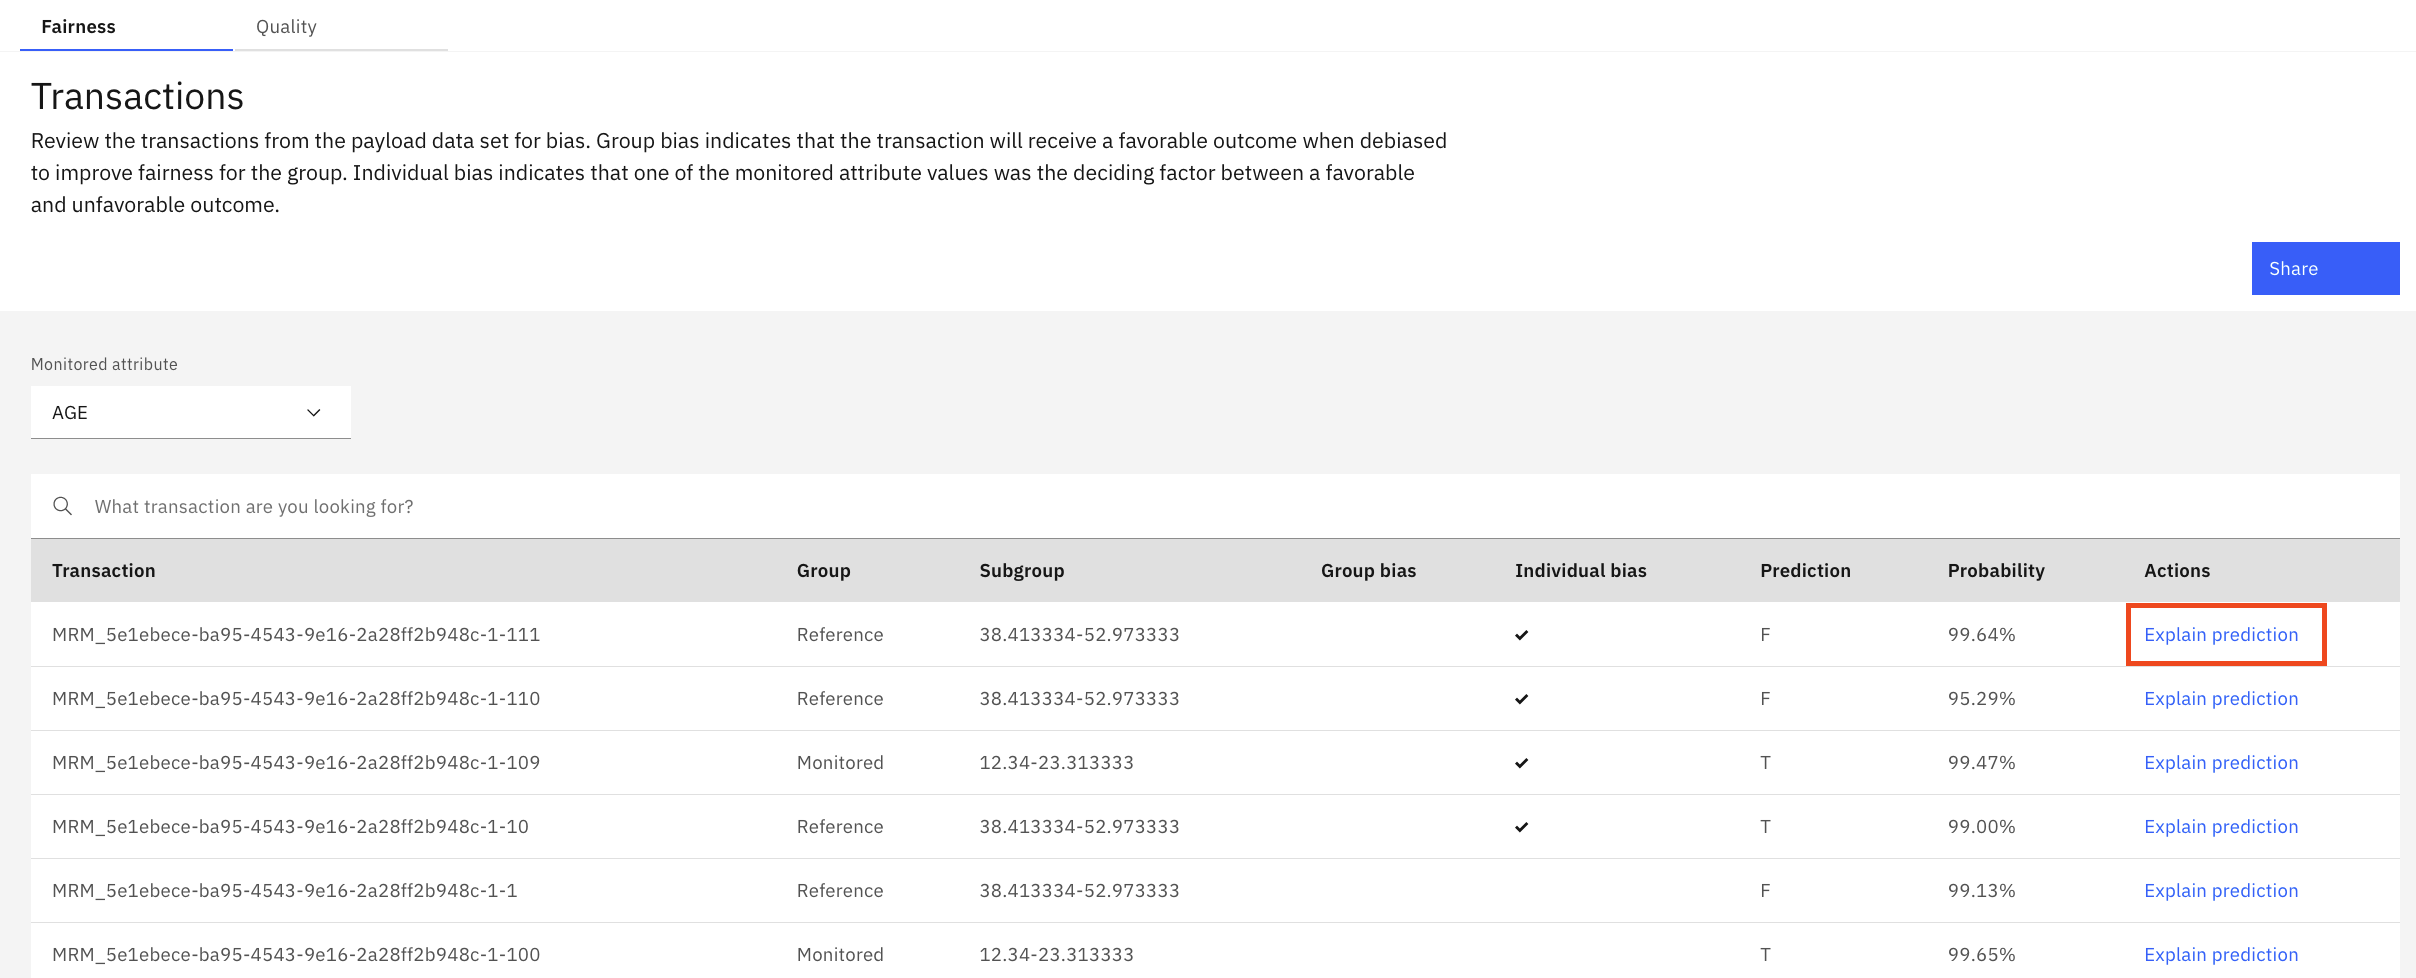 Fairness Quality
Transactions
Review the transactions from the payload data set for bias. Group bias indicates that the transaction will receive a favorable outcome when debiased
to improve fairness for the group. Individual bias indicates that one of the monitored attribute values was the deciding factor between a favorable
and unfavorable outcome.
Share
Monitored attribute
AGE
What transaction are you looking for?
Transaction Group Subgroup Group bias Individual bias Prediction Probability Actions
MRM_5e1ebece-ba95-4543-9e16-2a28ff2b948c-1-111 Reference 38.413334-52.973333 ✔ F 99.64% Explain prediction
MRM_5e1ebece-ba95-4543-9e16-2a28ff2b948c-1-110 Reference 38.413334-52.973333 ✔ F 95.29% Explain prediction
MRM_5e1ebece-ba95-4543-9e16-2a28ff2b948c-1-109 Monitored 12.34-23.313333 ✔ T 99.47% Explain prediction
MRM_5e1ebece-ba95-4543-9e16-2a28ff2b948c-1-10 Reference 38.413334-52.973333 ✔ T 99.00% Explain prediction
MRM_5e1ebece-ba95-4543-9e16-2a28ff2b948c-1-1 Reference 38.413334-52.973333 F 99.13% Explain prediction
MRM_5e1ebece-ba95-4543-9e16-2a28ff2b948c-1-100 Monitored 12.34-23.313333 T 99.65% Explain prediction